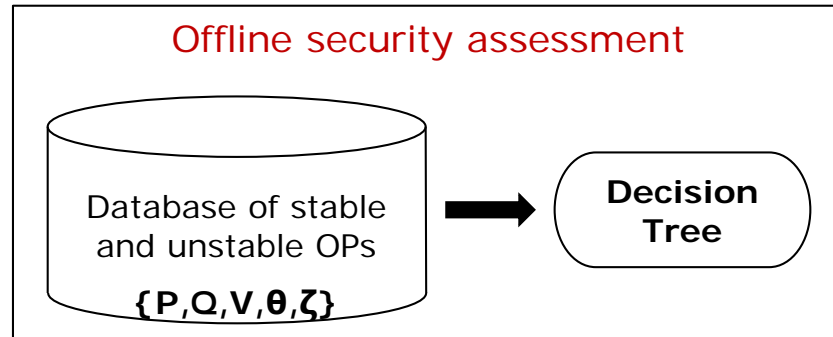 Offline security assessment
Database of stable
and unstable OPs
{P,Q,V,θ,ζ}
Decision
Tree